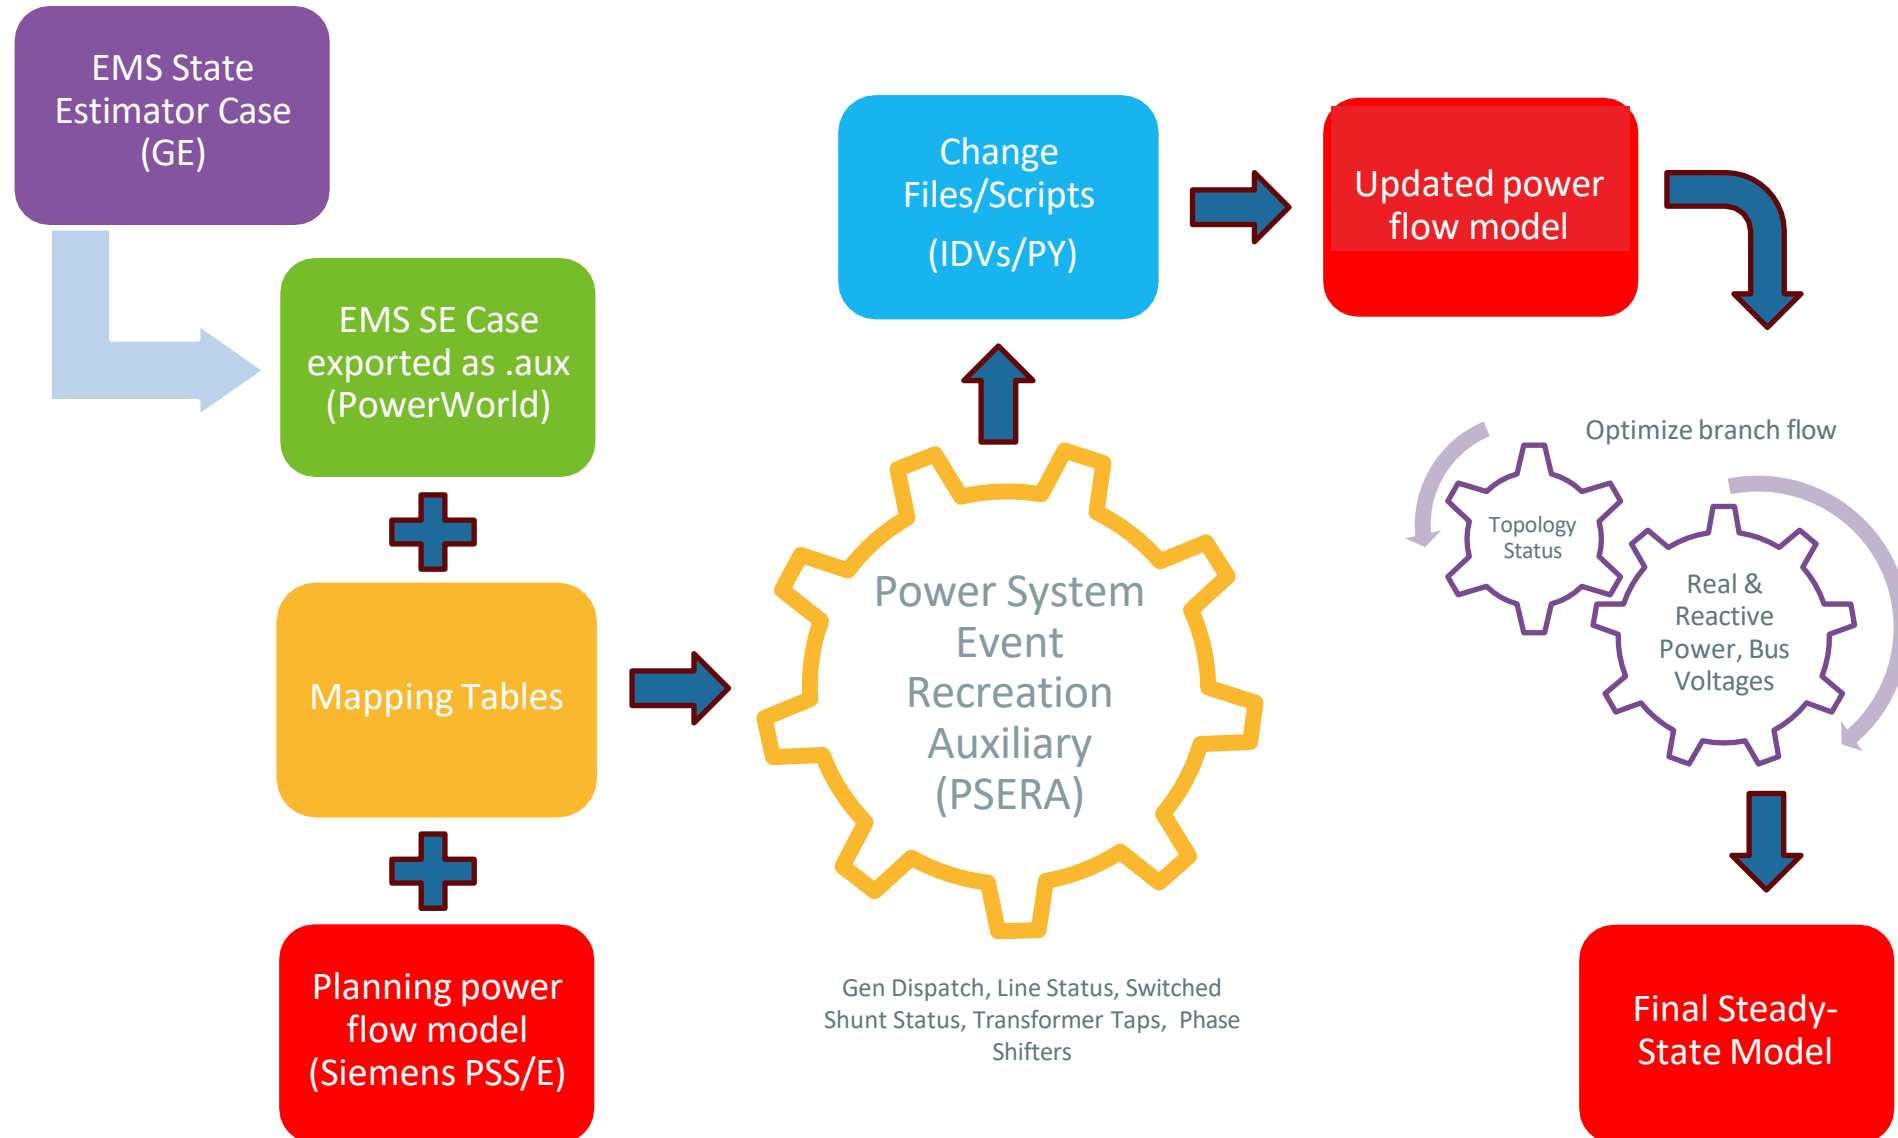 EMS State
Estimator Case
(GE)
EMS SE Case
exported as .aux
(PowerWorld)
Mapping Tables
Planning power
flow model
(Siemens PSS/E)
Power System
Event
Recreation
Auxiliary
(PSERA)
Gen Dispatch, Line Status, Switched
Shunt Status, Transformer Taps, Phase
Shifters
Change
Files/Scripts
(IDVs/PY)
Updated power
flow model
Optimize branch flow
Topology
Status
Real &
Reactive
Power, Bus
Voltages
Final Steady-
State Model